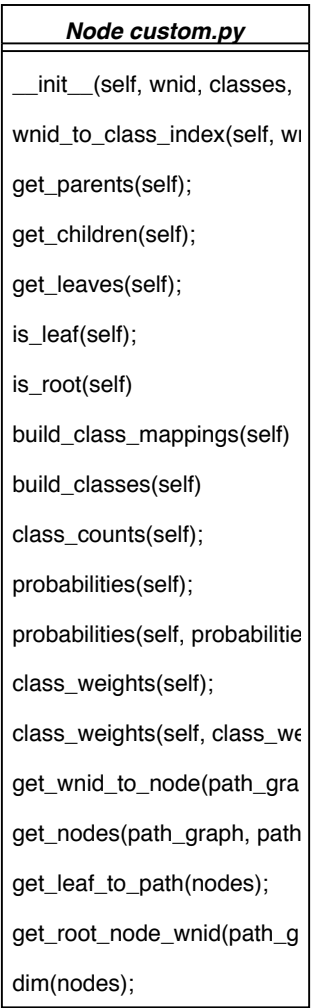 Node custom.py
__init__(self, wnid, classes,
wnid_to_class_index(self,
get_parents(self);
get_children(self);
get_leaves(self);
is_leaf(self);
is_root(self)
build_class_mappings(self)
build_classes(self)
class_counts(self);
probabilities(self);
probabilities(self, probabilitie
class_weights(self);
class_weights(self, class_we
get_wnid_to_node(path_gra
get_nodes(path_graph, path
get_leaf_to_path(nodes);
get_root_node_wnid(path_g
dim(nodes);